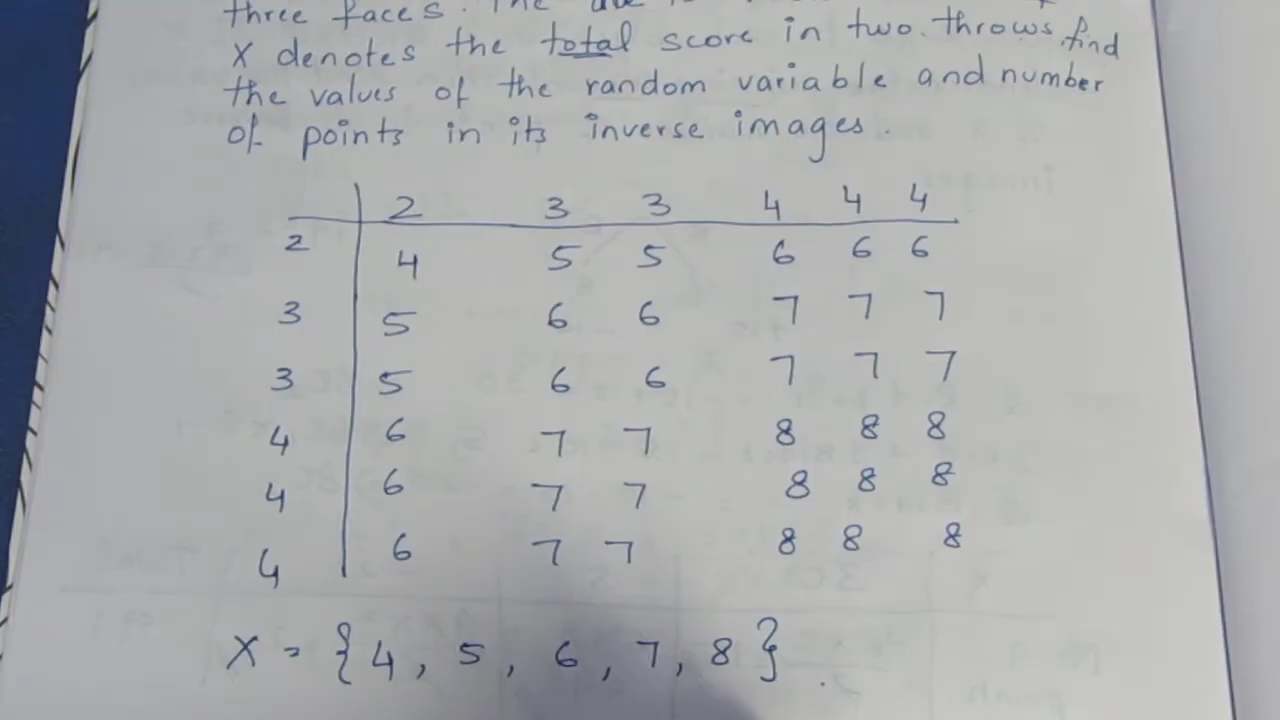 three faces. The
X denotes the total score in two throws find
the values of the random variable and number
of points in its inverse images.
2 3 3 4 4 4
2 4 5 5 6 6 6
3 5 6 6 7 7 7
3 5 6 6 7 7 7
4 6 7 7 8 8 8
4 6 7 7 8 8 8
4 6 7 7 8 8 8
X = {4, 5, 6, 7, 8}.